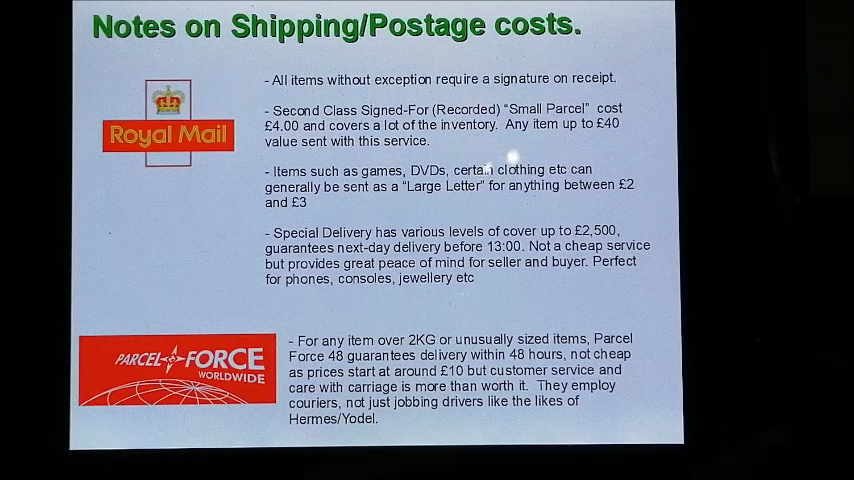 Notes on Shipping/Postage costs.
Royal Mail
- All items without exception require a signature on receipt.
- Second Class Signed-For (Recorded) “Small Parcel” cost
£4.00 and covers a lot of the inventory. Any item up to £40
value sent with this service.
- Items such as games, DVDs, certain clothing etc can
generally be sent as a “Large Letter” for anything between £2
and £3
- Special Delivery has various levels of cover up to £2,500,
guarantees next-day delivery before 13:00. Not a cheap service
but provides great peace of mind for seller and buyer. Perfect
for phones, consoles, jewellery etc
PARCEL FORCE
WORLDWIDE
- For any item over 2KG or unusually sized items, Parcel
Force 48 guarantees delivery within 48 hours, not cheap
as prices start at around £10 but customer service and
care with carriage is more than worth it. They employ
couriers, not just jobbing drivers like the likes of
Hermes/Yodel.